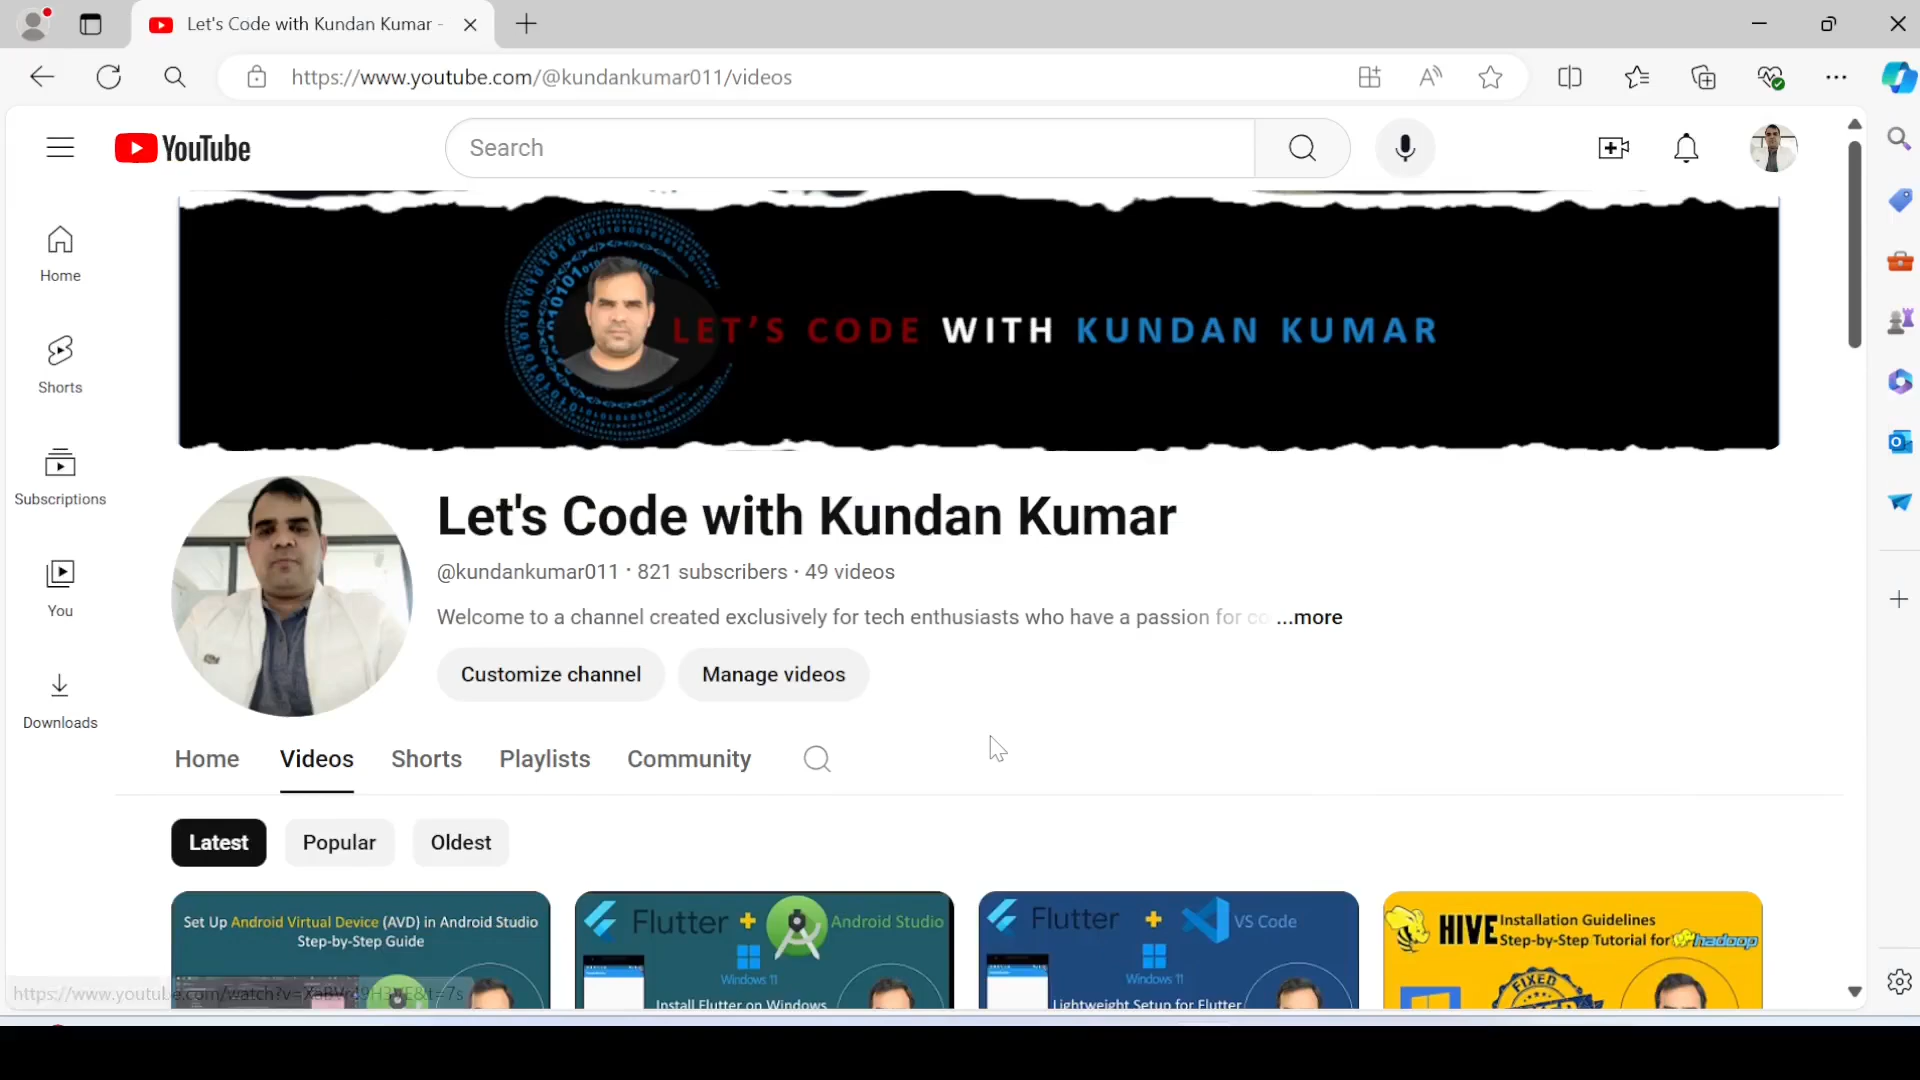 Let's Code with Kundan Kumar -
https://www.youtube.com/@kundankumar011/videos
YouTube
Search
Home
Shorts
Subscriptions
You
Downloads
LET'S CODE WITH KUNDAN KUMAR
Let's Code with Kundan Kumar
@kundankumar011 · 821 subscribers · 49 videos
Welcome to a channel created exclusively for tech enthusiasts who have a passion for co ...more
Customize channel
Manage videos
Home
Videos
Shorts
Playlists
Community
Latest
Popular
Oldest
Set Up Android Virtual Device (AVD) in Android Studio
Step-by-Step Guide
Flutter + Android Studio
Windows 11
Install Flutter on Windows
Flutter + VS Code
Windows 11
Lightweight Setup for Flutter
HIVE Installation Guidelines
Step-by-Step Tutorial for hadoop
FIXED